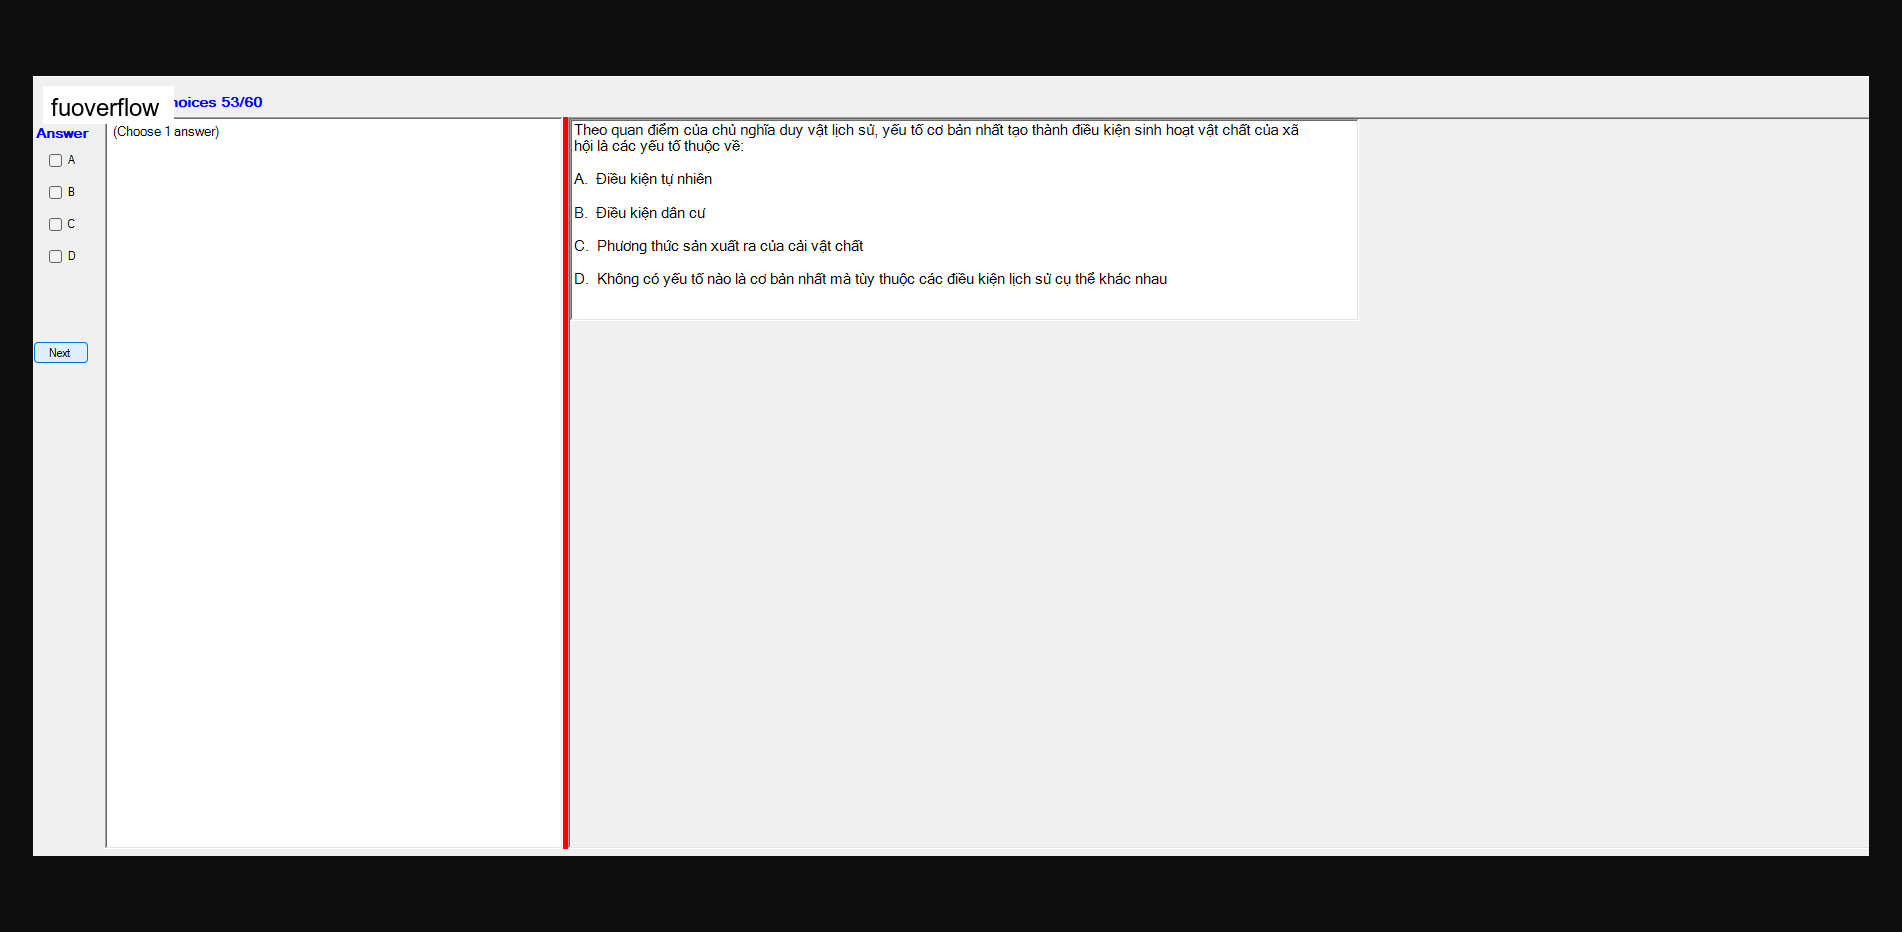 fuoverflow
hoices 53/60
Answer
(Choose 1 answer)
A
B
C
D
Next
Theo quan điểm của chủ nghĩa duy vật lịch sử, yếu tố cơ bản nhất tạo thành điều kiện sinh hoạt vật chất của xã
hội là các yếu tố thuộc về:
A. Điều kiện tự nhiên
B. Điều kiện dân cư
C. Phương thức sản xuất ra của cải vật chất
D. Không có yếu tố nào là cơ bản nhất mà tùy thuộc các điều kiện lịch sử cụ thể khác nhau